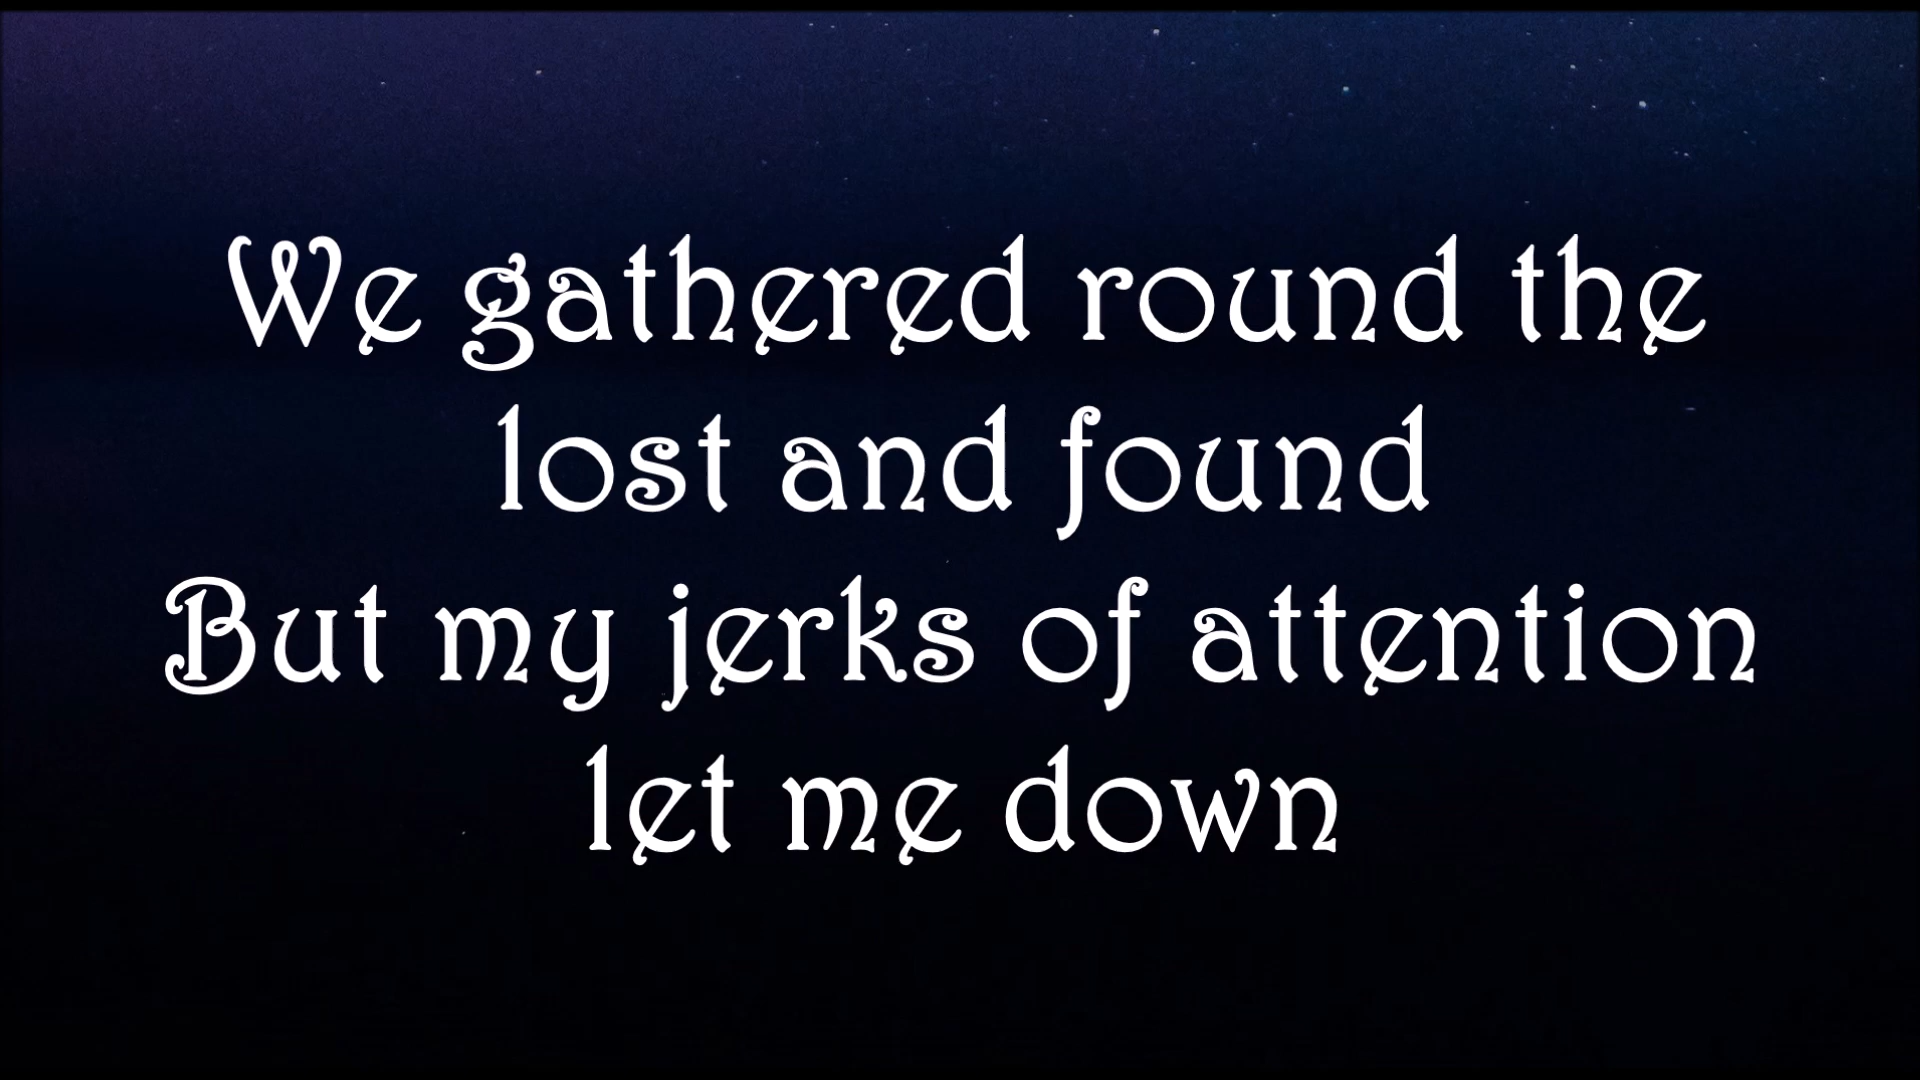 We gathered round the
lost and found
But my jerks of attention
let me down